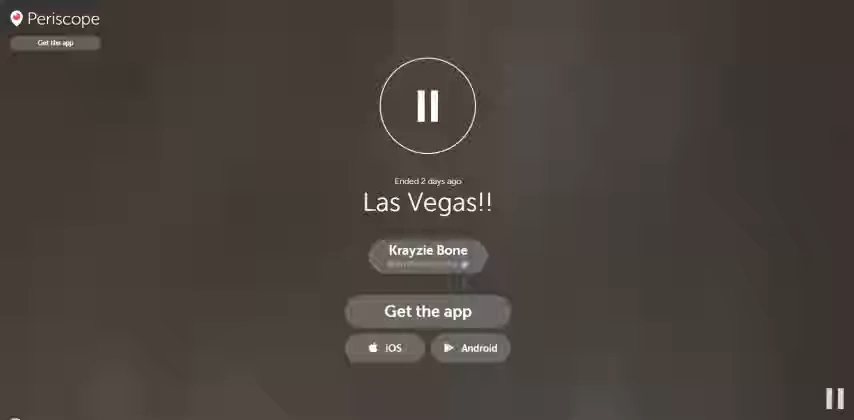 Periscope
Get the app
Ended 2 days ago
Las Vegas!!
Krayzie Bone
Get the app
iOS
Android